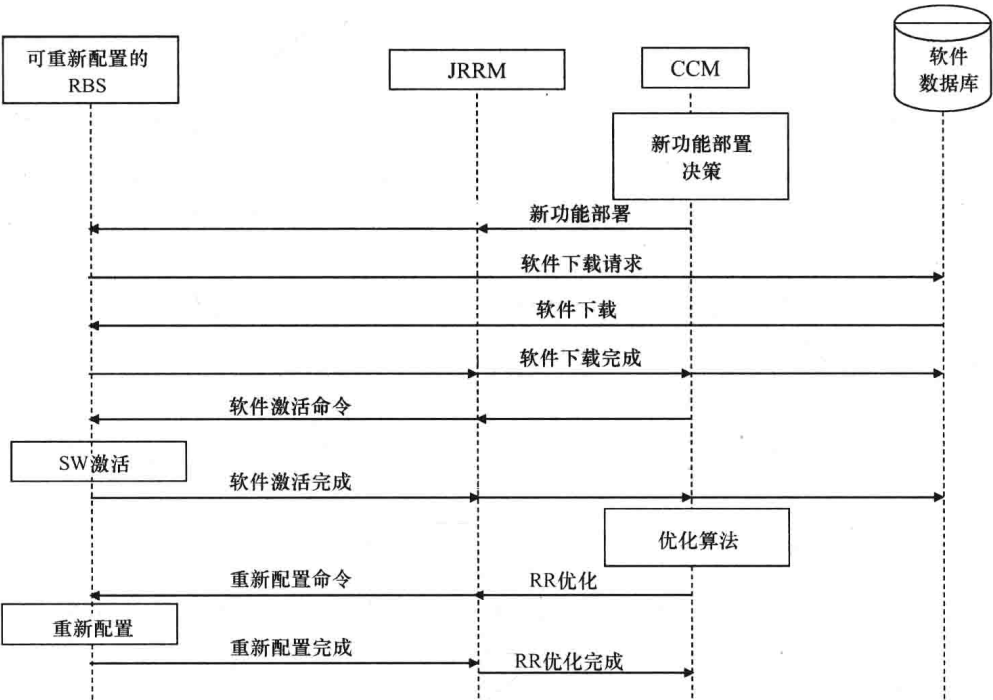 可重新配置的
RBS
JRRM
CCM
软件
数据库
新功能部置
决策
新功能部署
软件下载请求
软件下载
软件下载完成
软件激活命令
SW激活
软件激活完成
优化算法
重新配置命令
RR优化
重新配置
重新配置完成
RR优化完成